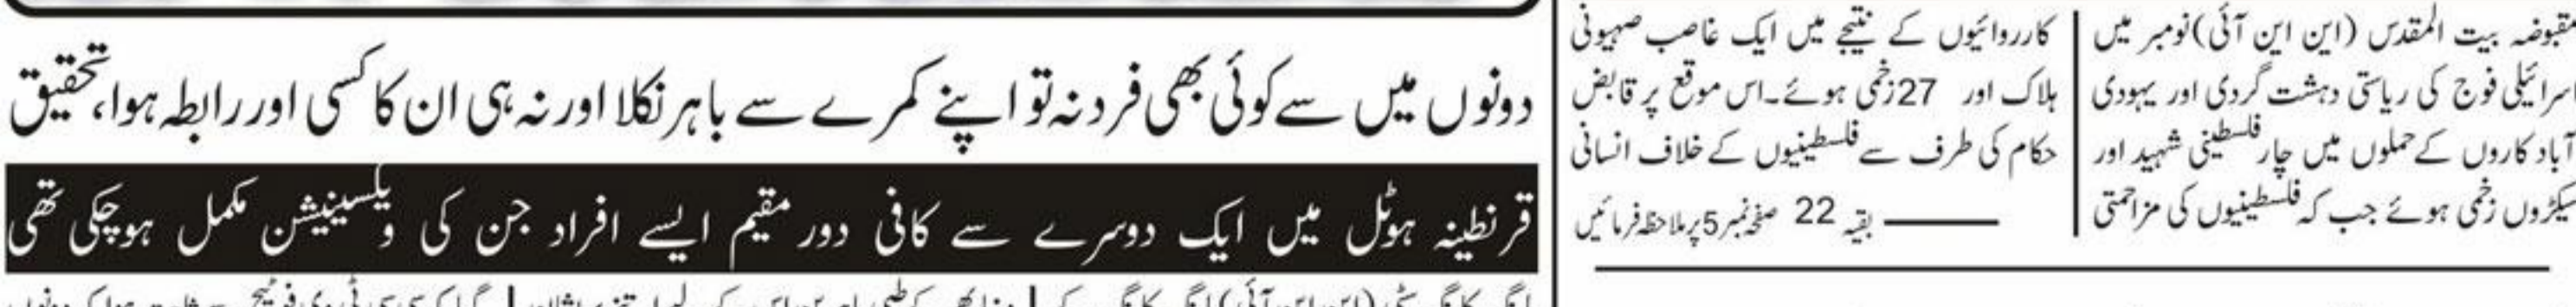 مقبوضہ بیت المقدس (این این آئی) نومبر میں
اسرائیلی فوج کی ریاستی دہشت گردی اور یہودی
آباد کاروں کے حملوں میں چار فلسطینی شہید اور
سیکڑوں زخمی ہوئے جب کہ فلسطینیوں کی مزاحمتی
کارروائیوں کے نتیجے میں ایک غاصب صہیونی
ہلاک اور 27 زخمی ہوئے۔ اس موقع پر قابض
حکام کی طرف سے فلسطینیوں کے خلاف انسانی
بقیہ 22 صفحہ نمبر 5 پر ملاحظہ فرمائیں
دونوں میں سے کوئی بھی فرد نہ تو اپنے کمرے سے باہر نکلا اور نہ ہی ان کا کسی اور رابطہ ہوا، تحقیق
قرنطینہ ہوٹل میں ایک دوسرے سے کافی دور مقیم ایسے افراد جن کی ویکسینیشن مکمل ہوچکی تھی